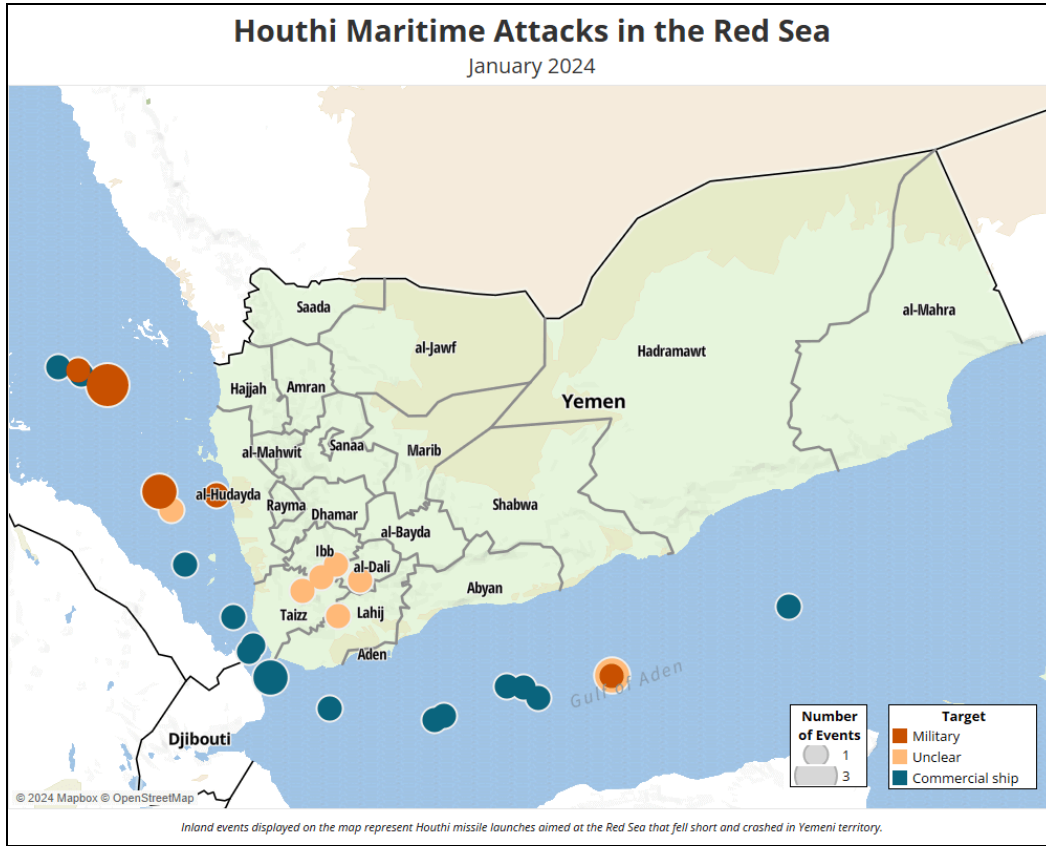 Houthi Maritime Attacks in the Red Sea
January 2024
Saada
al-Jawf
al-Mahra
Hadramawt
Hajjah
Amran
Yemen
al-Mahwit
Sanaa
Marib
al-Hudayda
Rayma
Dhamar
Shabwa
al-Bayda
Ibb
al-Dali
Abyan
Taizz
Lahij
Aden
Gulf of Aden
Djibouti
Number
of Events
1
3
Target
Military
Unclear
Commercial ship
© 2024 Mapbox © OpenStreetMap
Inland events displayed on the map represent Houthi missile launches aimed at the Red Sea that fell short and crashed in Yemeni territory.